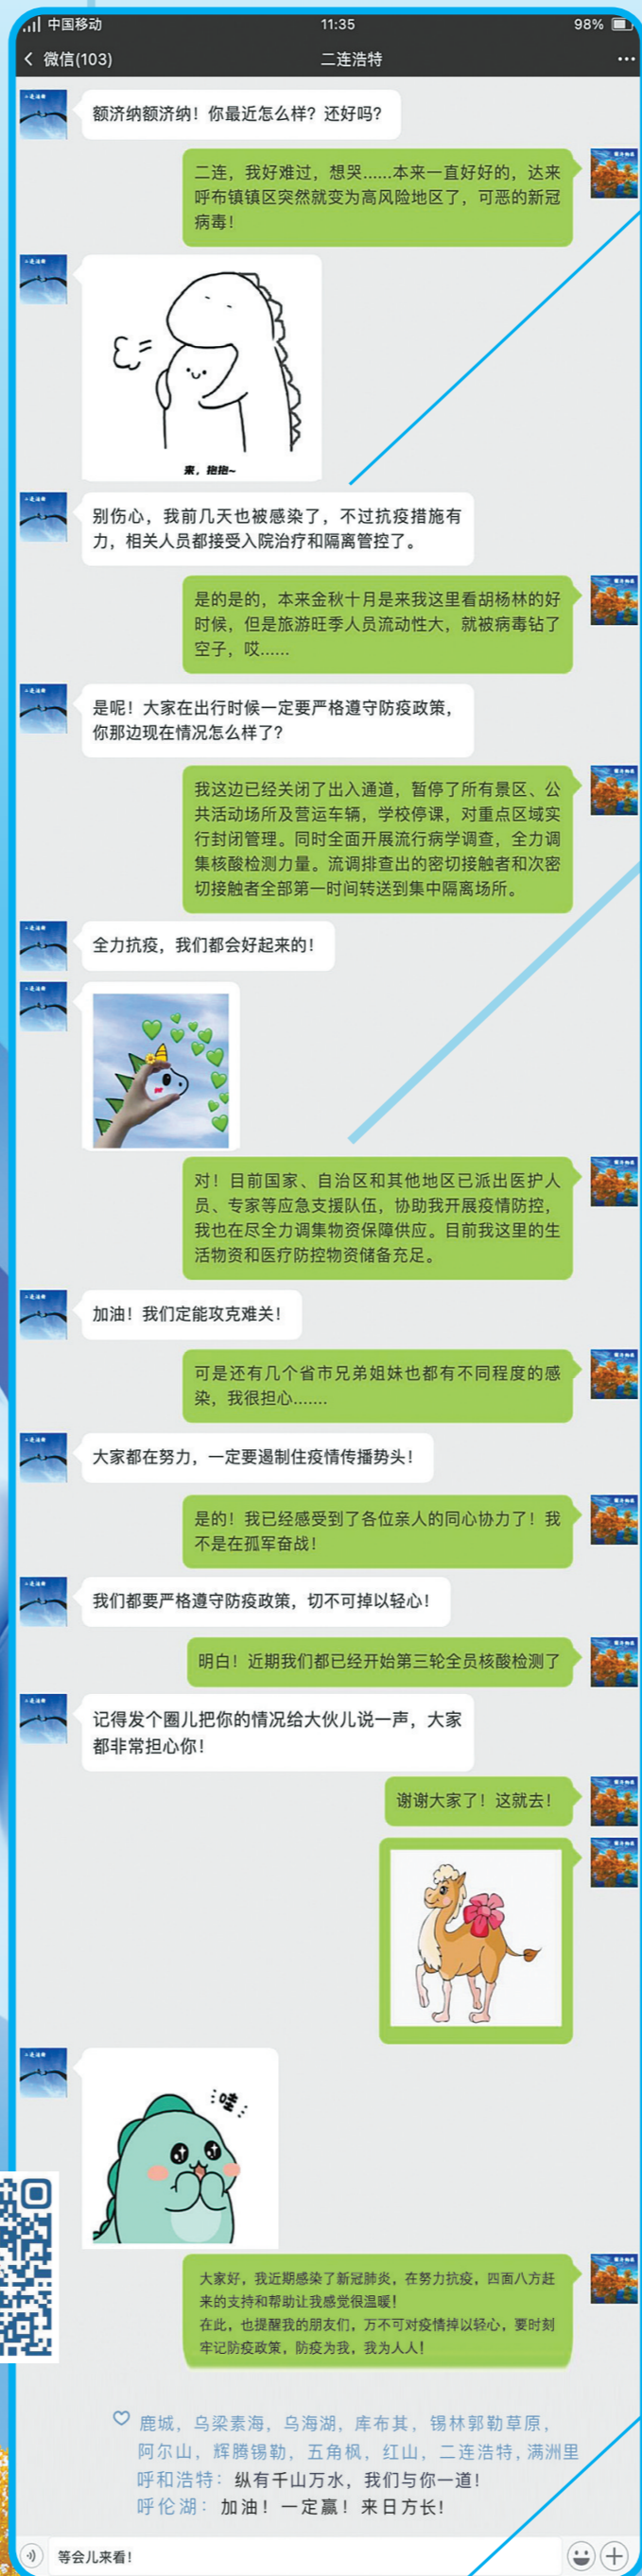 中国移动 11:35 98%
微信(103) 二连浩特
额济纳额济纳！你最近怎么样？还好吗？
二连，我好难过，想哭……本来一直好好的，达来
呼布镇镇区突然就变为高风险地区了，可恶的新冠
病毒！
来，抱抱~
别伤心，我前几天也被感染了，不过抗疫措施有
力，相关人员都接受入院治疗和隔离管控了。
是的是的，本来金秋十月是来我这里看胡杨林的好
时候，但是旅游旺季人员流动性大，就被病毒钻了
空子，哎……
是呢！大家在出行时候一定要严格遵守防疫政策，
你那边现在情况怎么样了？
我这边已经关闭了出入通道，暂停了所有景区、公
共活动场所及营运车辆，学校停课，对重点区域实
行封闭管理。同时全面开展流行病学调查，全力调
集核酸检测力量。流调排查出的密切接触者和次密
切接触者全部第一时间转送到集中隔离场所。
全力抗疫，我们都会好起来的！
对！目前国家、自治区和其他地区已派出医护人
员、专家等应急支援队伍，协助我开展疫情防控，
我也在尽全力调集物资保障供应。目前我这里的生
活物资和医疗防控物资储备充足。
加油！我们定能攻克难关！
可是还有几个省市兄弟姐妹也都有不同程度的感
染，我很担心.......
大家都在努力，一定要遏制住疫情传播势头！
是的！我已经感受到了各位亲人的同心协力了！我
不是在孤军奋战！
我们都要严格遵守防疫政策，切不可掉以轻心！
明白！近期我们都已经开始第三轮全员核酸检测了
记得发个圈儿把你的情况给大伙儿说一声，大家
都非常担心你！
谢谢大家了！这就去！
哇
大家好，我近期感染了新冠肺炎，在努力抗疫，四面八方赶
来的支持和帮助让我感觉很温暖！
在此，也提醒我的朋友们，万不可对疫情掉以轻心，要时刻
牢记防疫政策，防疫为我，我为人人！
鹿城，乌梁素海，乌海湖，库布其，锡林郭勒草原，
阿尔山，辉腾锡勒，五角枫，红山，二连浩特，满洲里
呼和浩特：纵有千山万水，我们与你一道！
呼伦湖：加油！一定赢！来日方长！
等会儿来看！